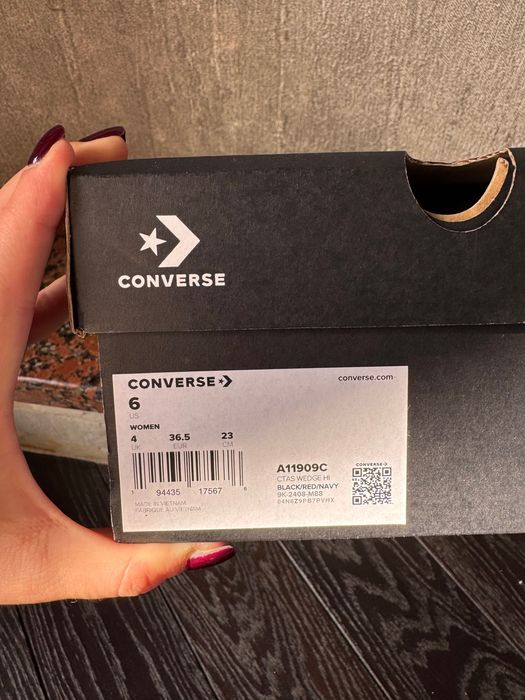 CONVERSE
CONVERSE
converse.com
6
US
WOMEN
4 36.5 23
UK EUR CM
1 94435 17567 6
MADE IN VIETNAM
FABRIQUÉ AU VIETNAM
A11909C
CTAS WEDGE HI
BLACK/RED/NAVY
9K-2408-MB8
CONVERSE